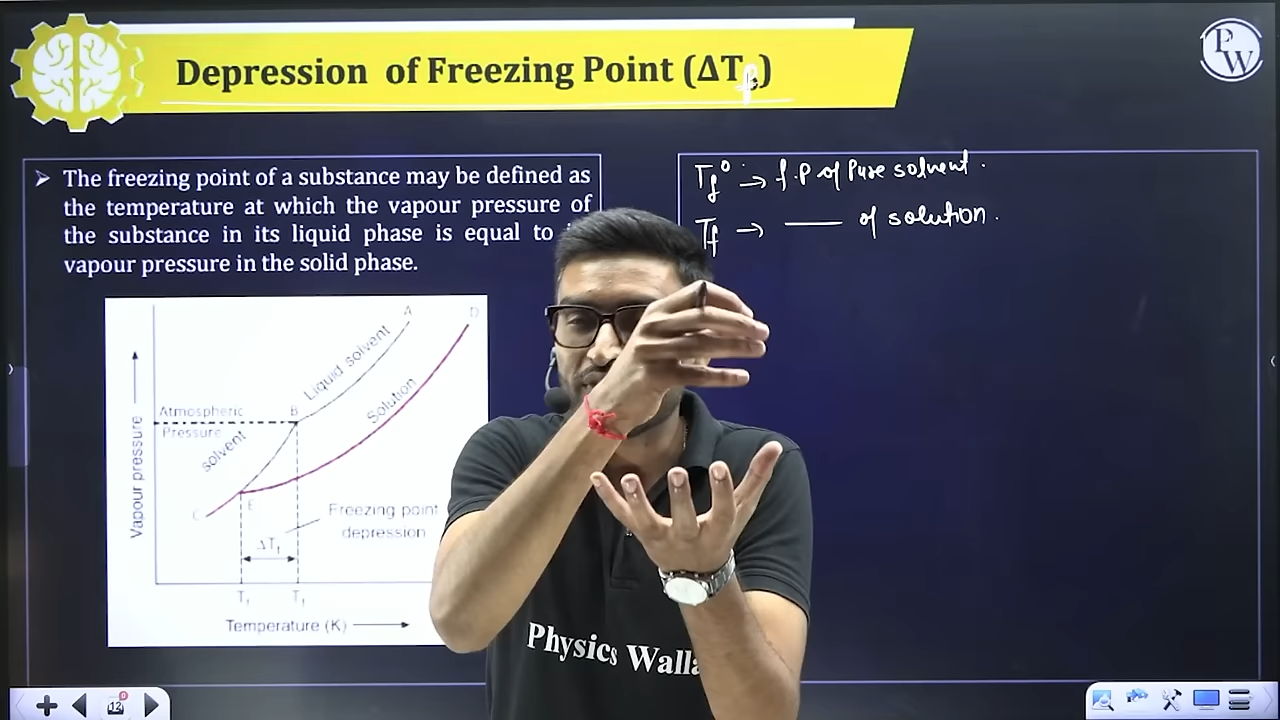 Depression of Freezing Point (ΔTf)
PW
➤ The freezing point of a substance may be defined as
the temperature at which the vapour pressure of
the substance in its liquid phase is equal to
vapour pressure in the solid phase.
Tf° → f.P of Pure solvent.
Tf → —— of solution.
A
D
Liquid solvent
Solution
Atmospheric
Pressure
B
solvent
C
E
Freezing point
depression
ΔTf
Tf
Tf
Vapour pressure
Temperature (K)
Physics Walla
12